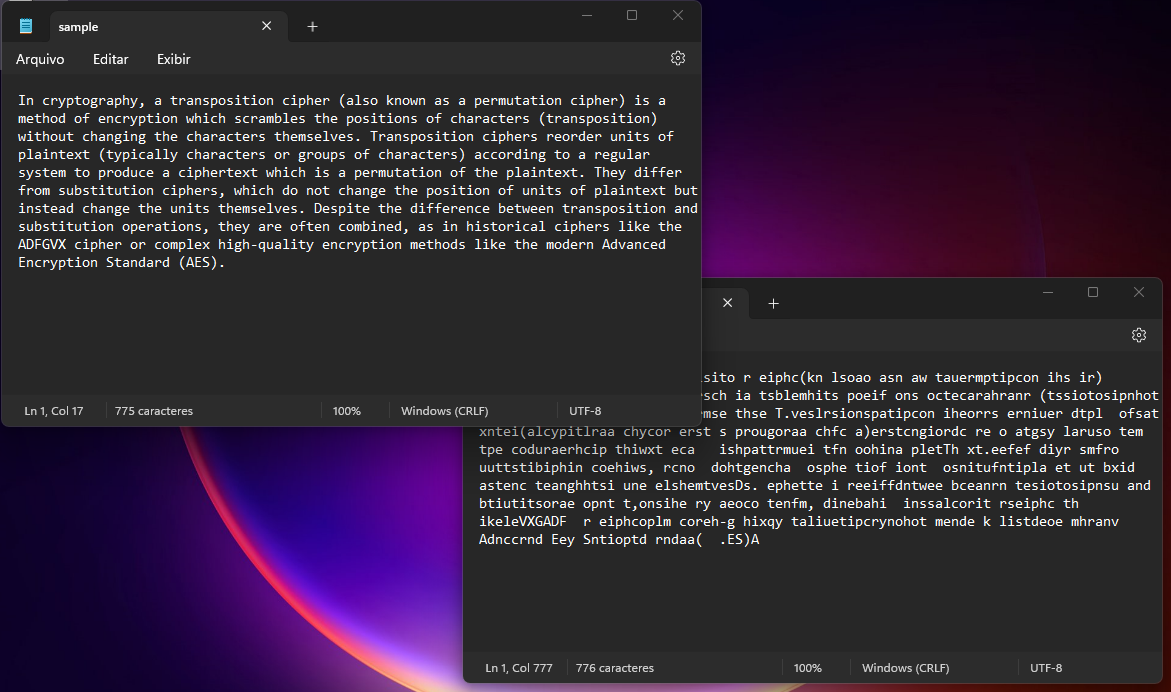 sample
Arquivo
Editar
Exibir
In cryptography, a transposition cipher (also known as a permutation cipher) is a
method of encryption which scrambles the positions of characters (transposition)
without changing the characters themselves. Transposition ciphers reorder units of
plaintext (typically characters or groups of characters) according to a regular
system to produce a ciphertext which is a permutation of the plaintext. They differ
from substitution ciphers, which do not change the position of units of plaintext but
instead change the units themselves. Despite the difference between transposition and
substitution operations, they are often combined, as in historical ciphers like the
ADFGVX cipher or complex high-quality encryption methods like the modern Advanced
Encryption Standard (AES).
Ln 1, Col 17
775 caracteres
100%
Windows (CRLF)
UTF-8
sito r eiphc(kn lsoao asn aw tauermptipcon ihs ir)
sch ia tsblemhits poeif ons octecarahranr (tssiotosipnhot
mse thse T.veslrsionspatipcon iheorrs erniuer dtpl  ofsat
xntei(alcypitlraa chycor erst s prougoraa chfc a)erstcngiordc re o atgsy laruso tem
tpe coduraerhcip thiwxt eca   ishpattrmuei tfn oohina pletTh xt.eefef diyr smfro
uuttstibiphin coehiws, rcno  dohtgencha  osphe tiof iont  osnitufntipla et ut bxid
astenc teanghhtsi une elshemtvesDs. ephette i reeiffdntwee bceanrn tesiotosipnsu and
btiutitsorae opnt t,onsihe ry aeoco tenfm, dinebahi  inssalcorit rseiphc th
ikeleVXGADF  r eiphcoplm coreh-g hixqy taliuetipcrynohot mende k listdeoe mhranv
Adnccrnd Eey Sntioptd rndaa(  .ES)A
Ln 1, Col 777
776 caracteres
100%
Windows (CRLF)
UTF-8